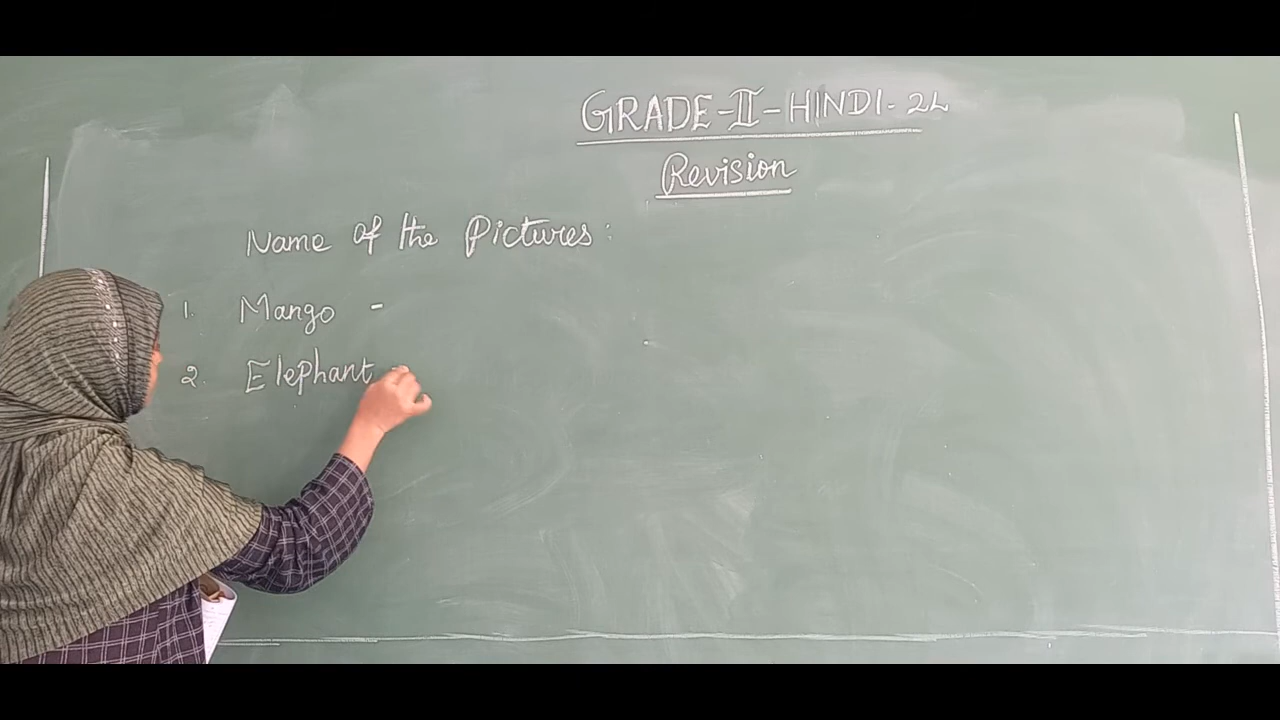 GRADE-II-HINDI-2L
Revision
Name of the Pictures:
1. Mango -
2. Elephant -